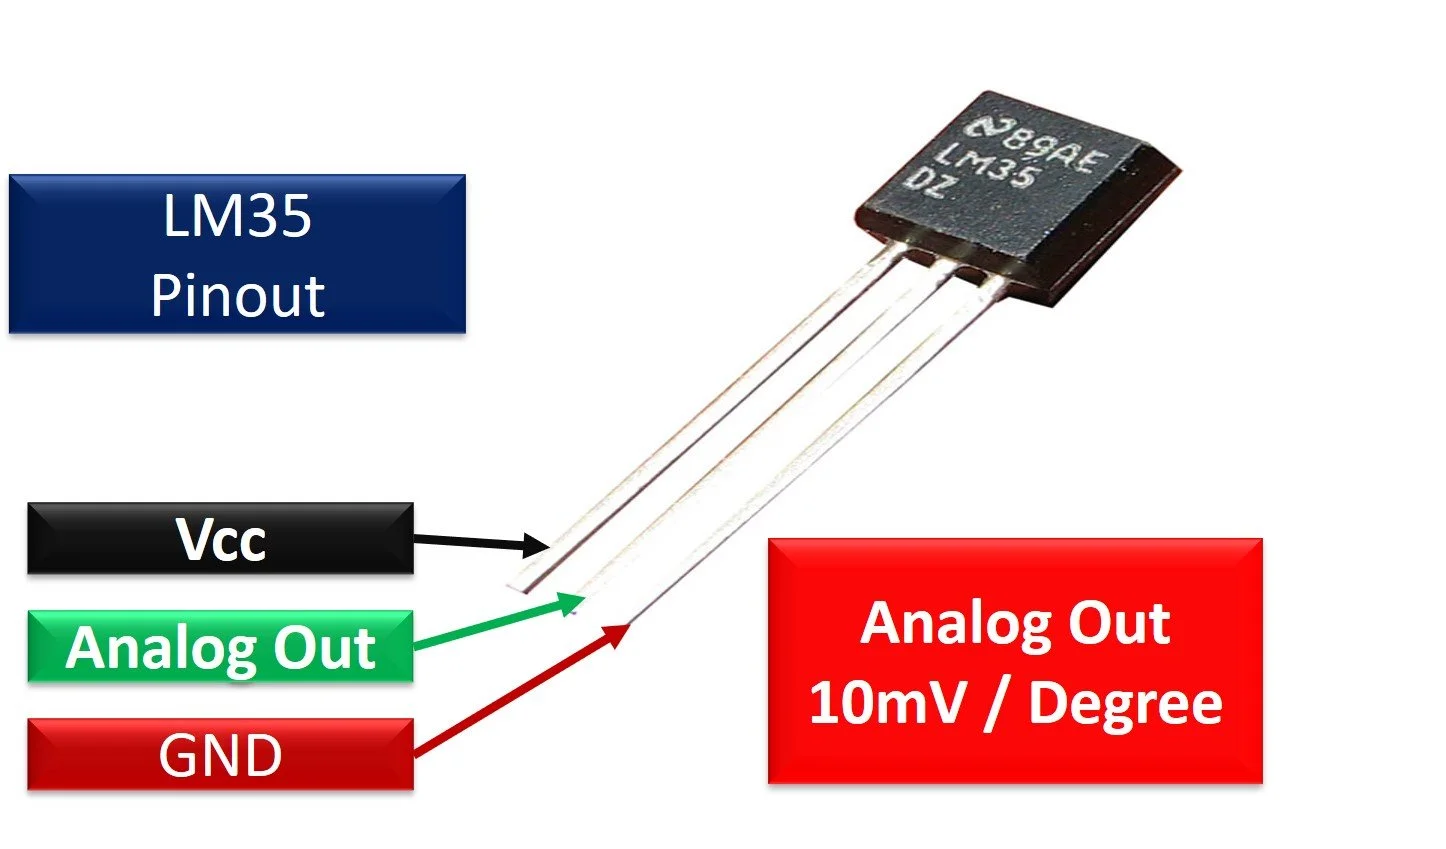 89AE
LM35
DZ
LM35
Pinout
Vcc
Analog Out
GND
Analog Out
10mV / Degree